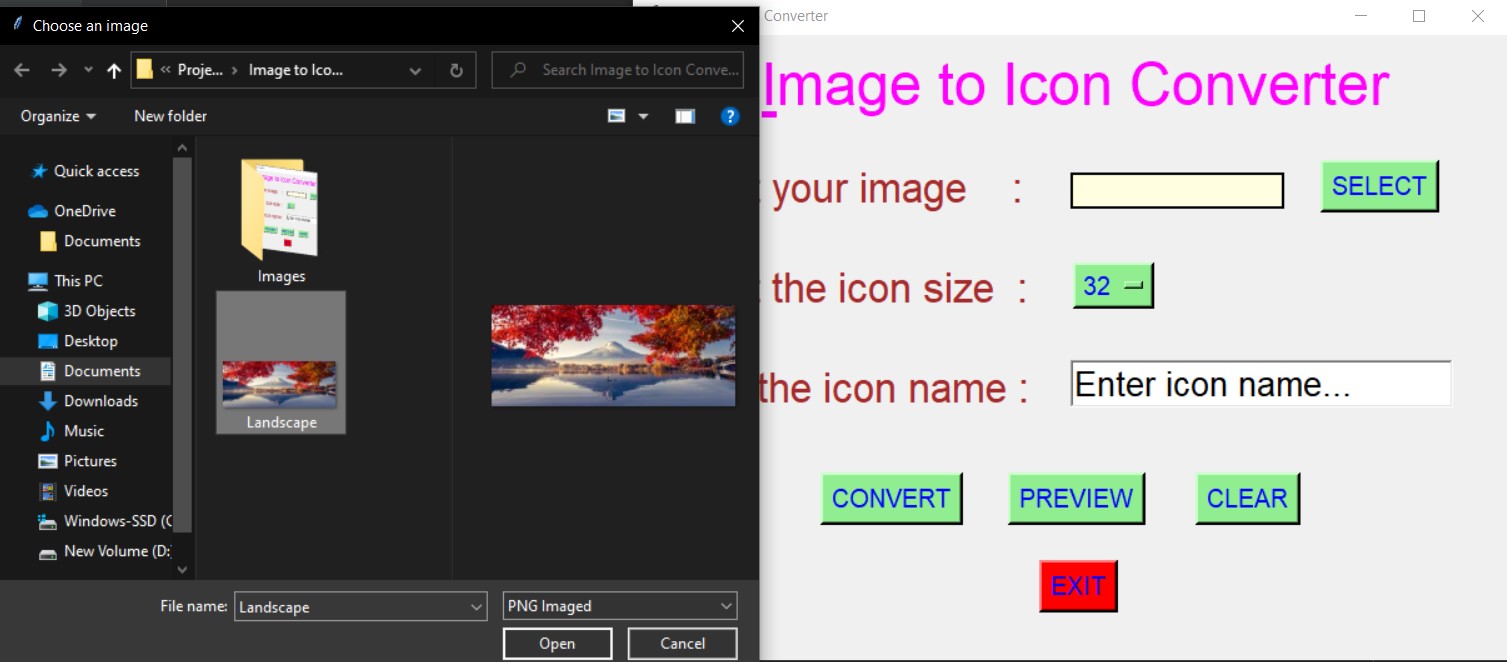 Choose an image
Converter
« Proje... › Image to Ico...
Search Image to Icon Conve...
Organize
New folder
Quick access
OneDrive
Documents
This PC
3D Objects
Desktop
Documents
Downloads
Music
Pictures
Videos
Windows-SSD (C
New Volume (D:
Images
Landscape
File name: Landscape
PNG Imaged
Open
Cancel
Image to Icon Converter
your image :
SELECT
the icon size :
32
the icon name :
Enter icon name...
CONVERT
PREVIEW
CLEAR
EXIT